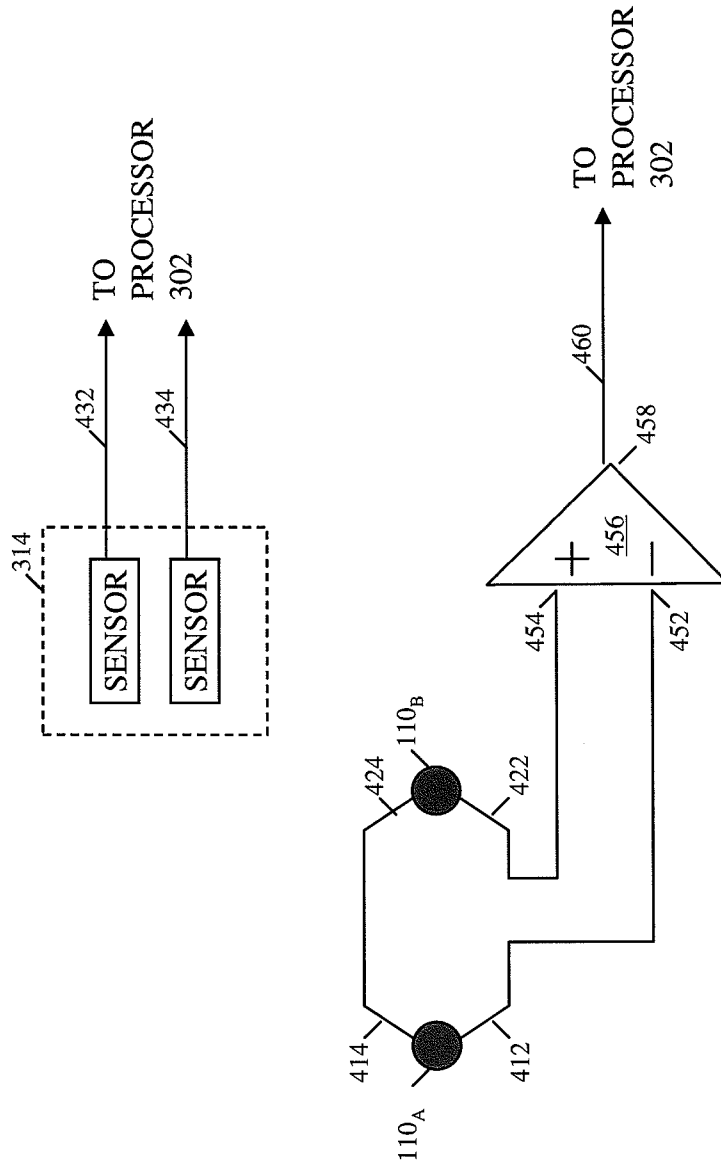 314
SENSOR
SENSOR
432
434
TO
PROCESSOR
302
110A
414
412
424
110B
422
454
452
+
456
−
458
460
TO
PROCESSOR
302